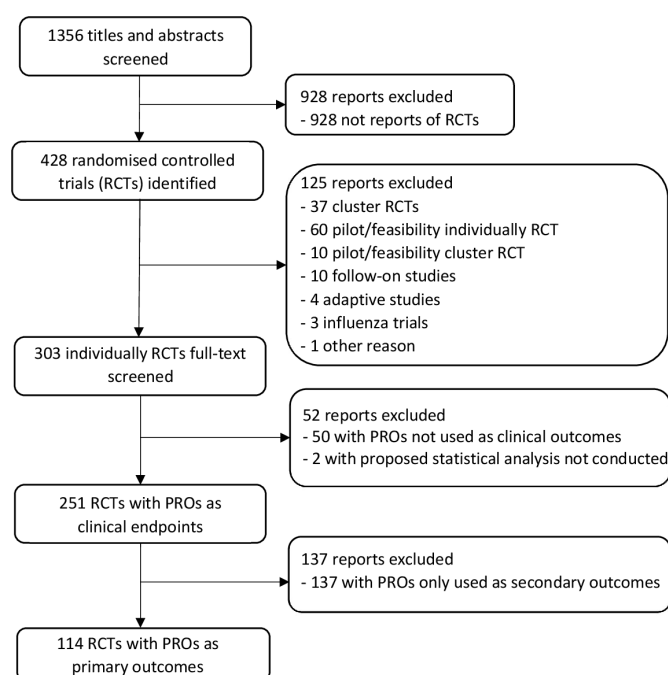 1356 titles and abstracts
screened
928 reports excluded
- 928 not reports of RCTs
428 randomised controlled
trials (RCTs) identified
125 reports excluded
- 37 cluster RCTs
- 60 pilot/feasibility individually RCT
- 10 pilot/feasibility cluster RCT
- 10 follow-on studies
- 4 adaptive studies
- 3 influenza trials
- 1 other reason
303 individually RCTs full-text
screened
52 reports excluded
- 50 with PROs not used as clinical outcomes
- 2 with proposed statistical analysis not conducted
251 RCTs with PROs as
clinical endpoints
137 reports excluded
- 137 with PROs only used as secondary outcomes
114 RCTs with PROs as
primary outcomes